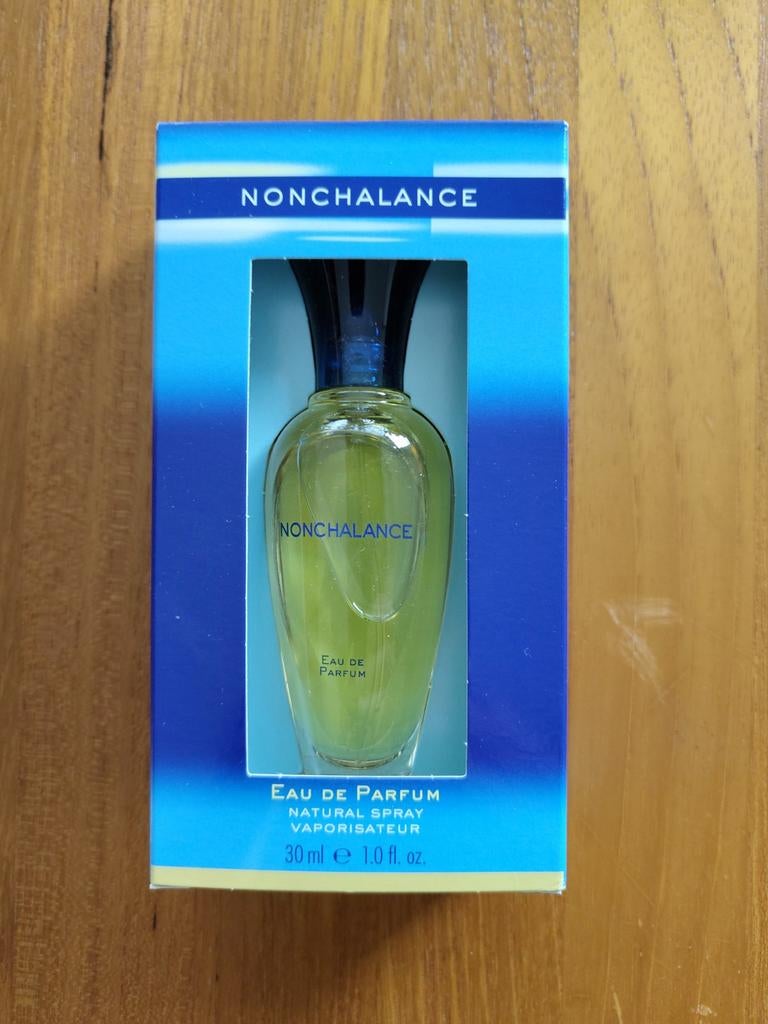 NONCHALANCE
NONCHALANCE
EAU DE
PARFUM
EAU DE PARFUM
NATURAL SPRAY
VAPORISATEUR
30 ml ℮ 1.0 fl. oz.